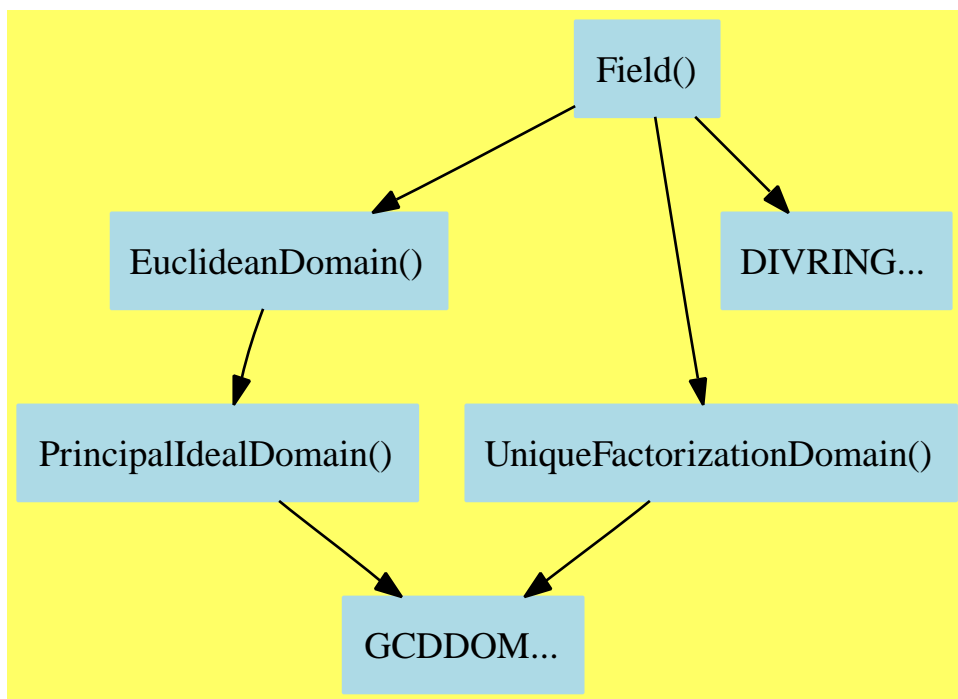 Field()
EuclideanDomain()
DIVRING...
PrincipalIdealDomain()
UniqueFactorizationDomain()
GCDDOM...